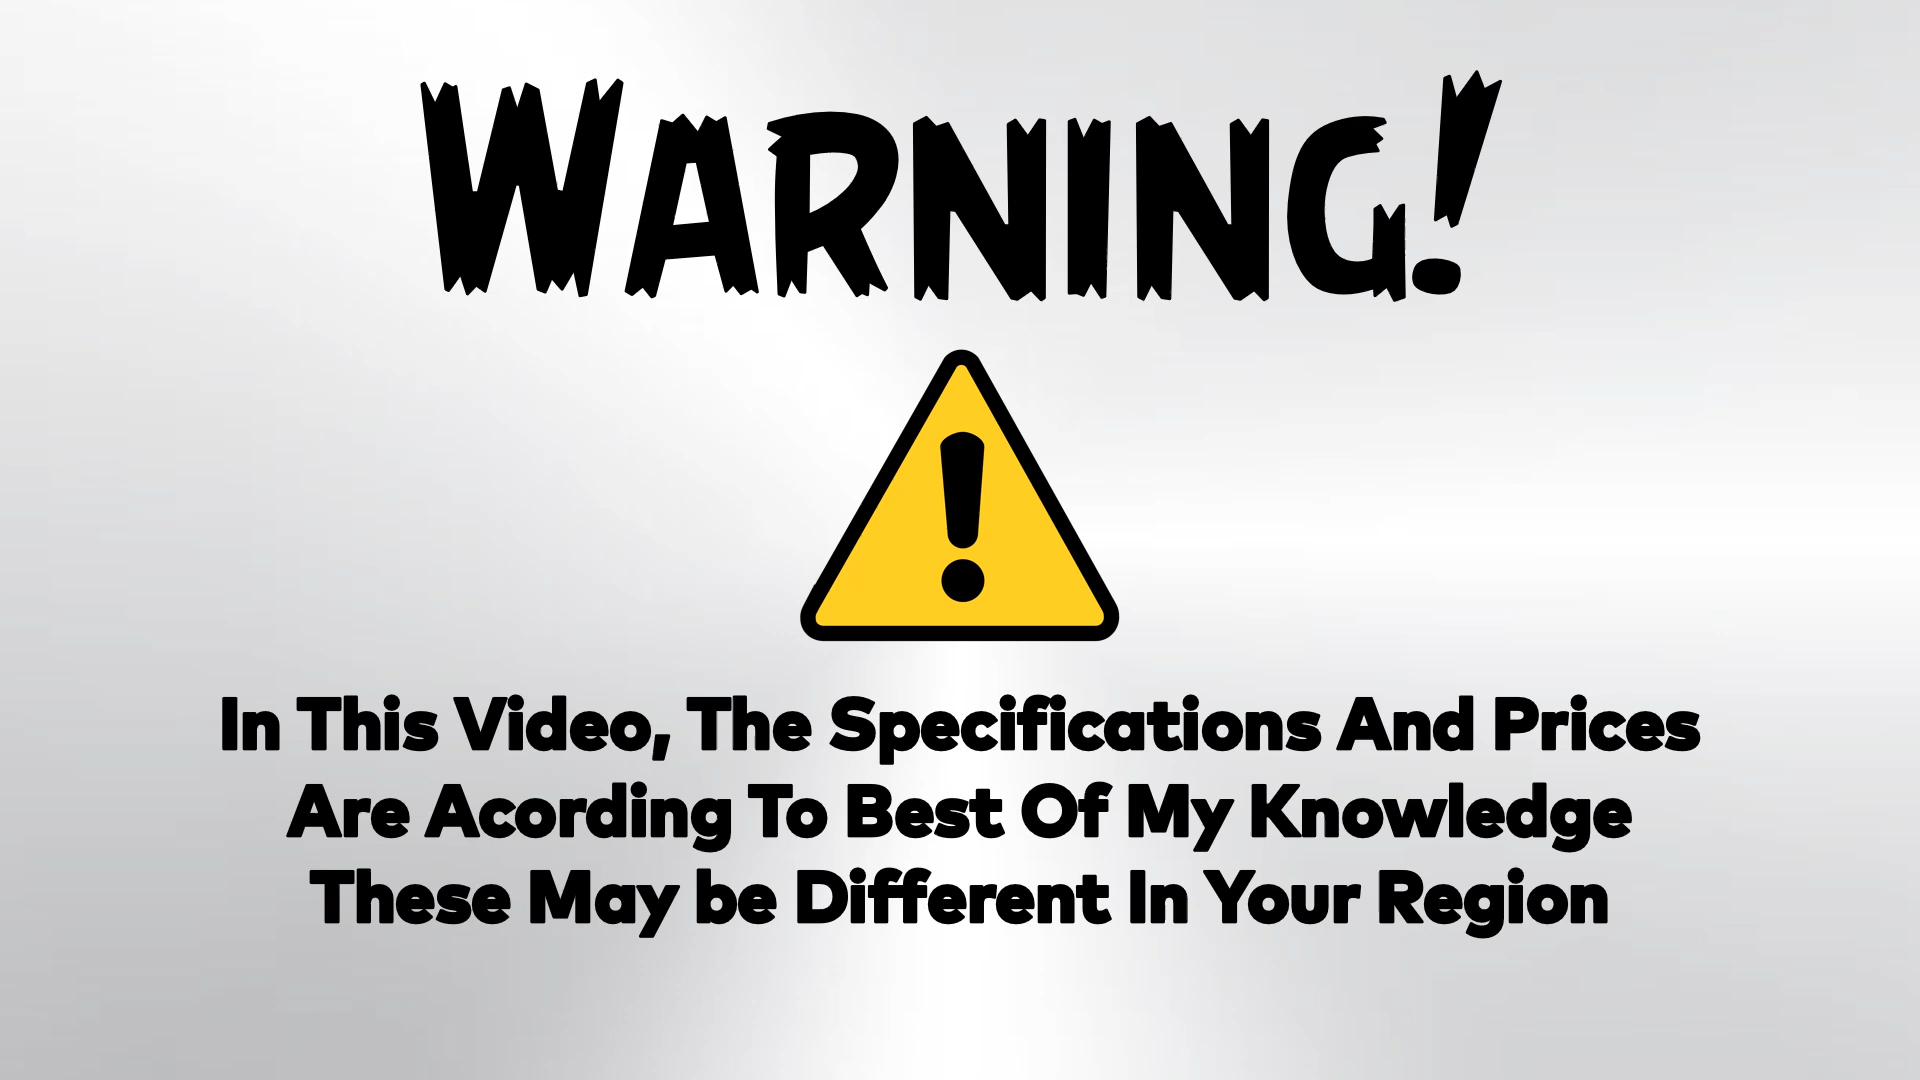 WARNING!
In This Video, The Specifications And Prices
Are Acording To Best Of My Knowledge
These May be Different In Your Region